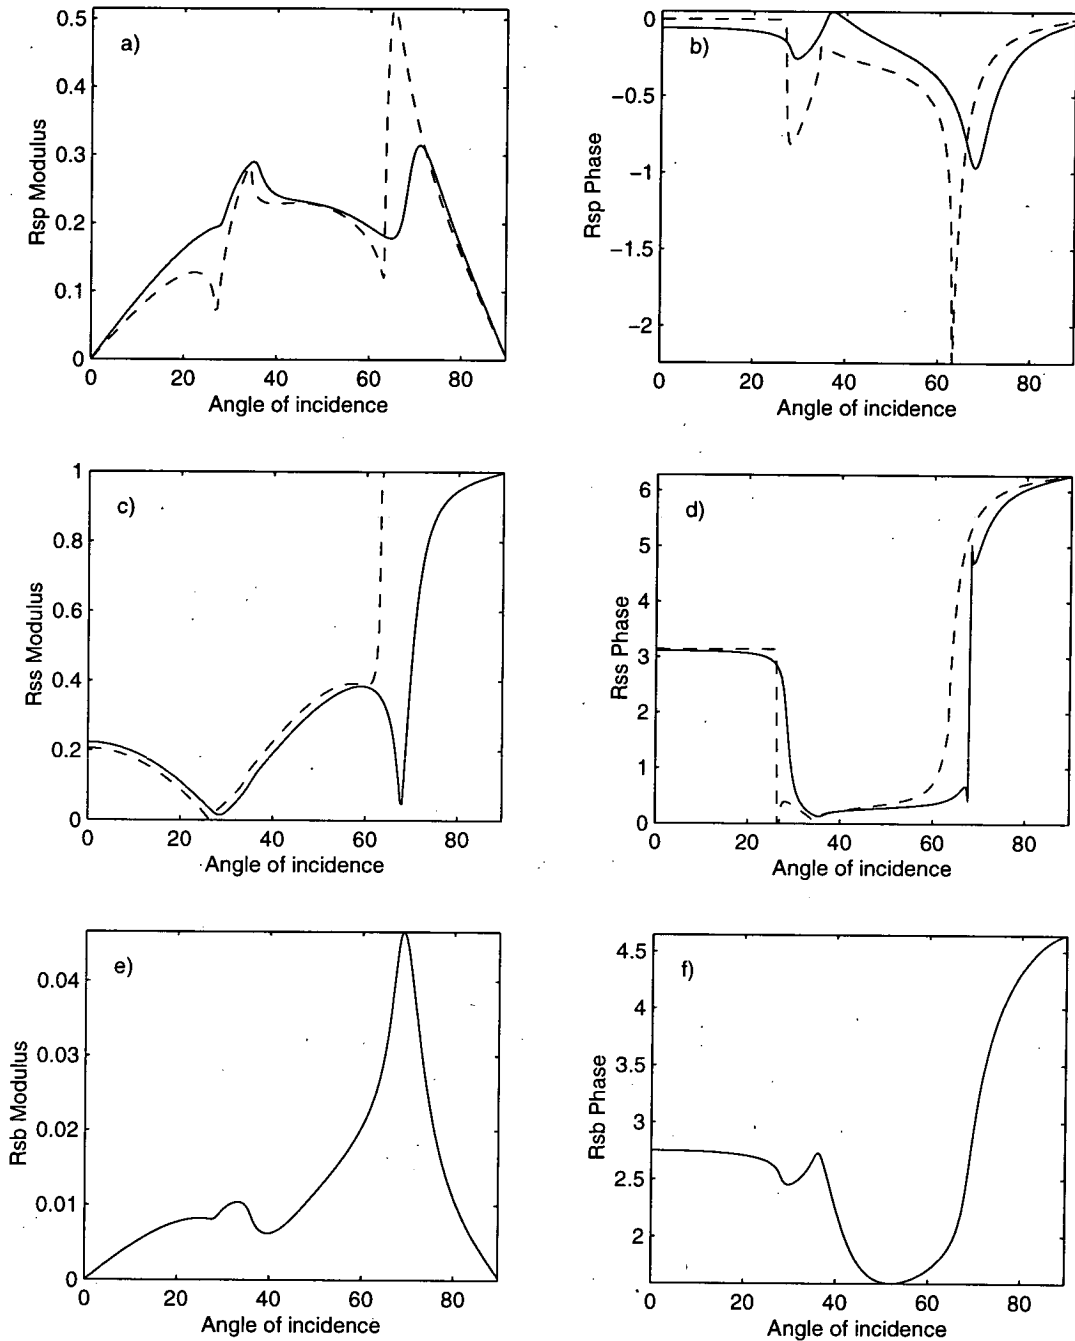 a)
Rsp Modulus
0.5
0.4
0.3
0.2
0.1
0
0 20 40 60 80
Angle of incidence
b)
Rsp Phase
0
−0.5
−1
−1.5
−2
0 20 40 60 80
Angle of incidence
c)
Rss Modulus
1
0.8
0.6
0.4
0.2
0
0 20 40 60 80
Angle of incidence
d)
Rss Phase
6
5
4
3
2
1
0
0 20 40 60 80
Angle of incidence
e)
Rsb Modulus
0.04
0.03
0.02
0.01
0
0 20 40 60 80
Angle of incidence
f)
Rsb Phase
4.5
4
3.5
3
2.5
2
0 20 40 60 80
Angle of incidence